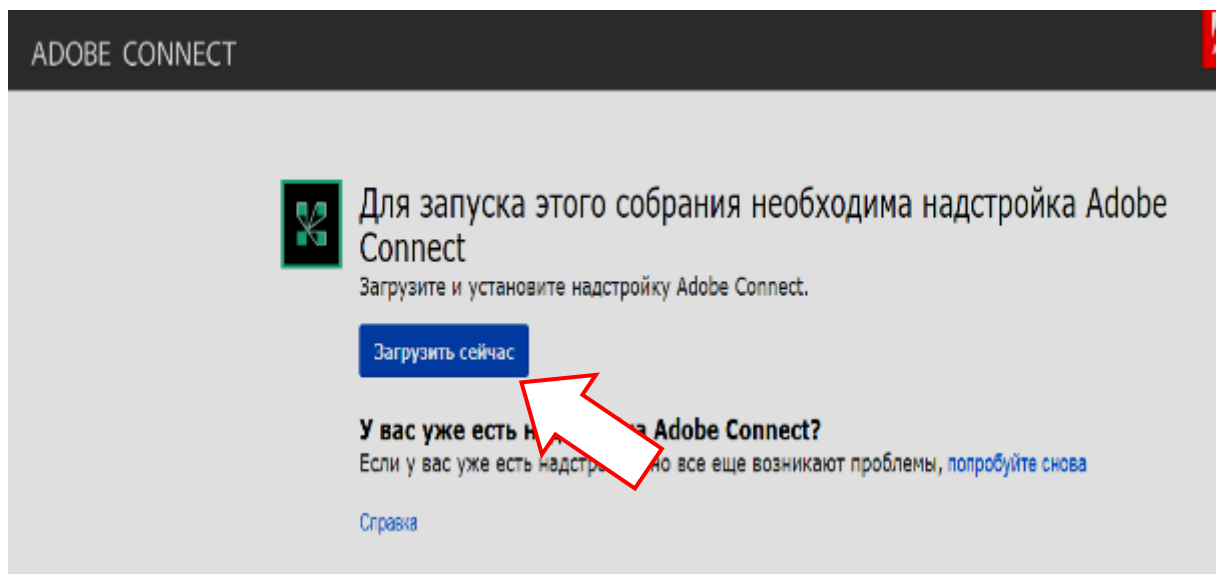 ADOBE CONNECT
Для запуска этого собрания необходима надстройка Adobe
Connect
Загрузите и установите надстройку Adobe Connect.
Загрузить сейчас
У вас уже есть Adobe Connect?
Если у вас уже есть но все еще возникают проблемы, попробуйте снова
Справка